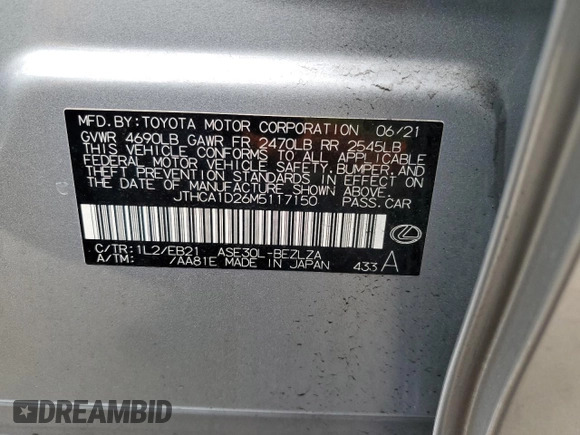 MFD. BY: TOYOTA MOTOR CORPORATION 06/21
GVWR 4690LB GAWR FR 2470LB RR 2545LB
THIS VEHICLE CONFORMS TO ALL APPLICABLE
FEDERAL MOTOR VEHICLE SAFETY, BUMPER, AND
THEFT PREVENTION STANDARDS IN EFFECT ON
THE DATE OF MANUFACTURE SHOWN ABOVE.
JTHCA1D26M5117150 PASS. CAR
C/TR: 1L2/EB21 ASE30L-BEZLZA
A/TM: /AA81E MADE IN JAPAN 433 A
DREAMBID